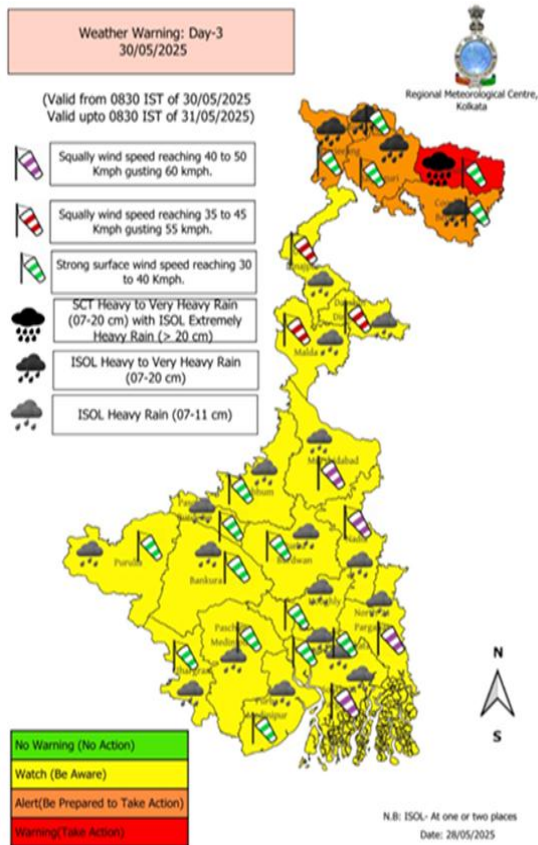 Weather Warning: Day-3
30/05/2025
Regional Meteorological Centre,
Kolkata
(Valid from 0830 IST of 30/05/2025
Valid upto 0830 IST of 31/05/2025)
Squally wind speed reaching 40 to 50
Kmph gusting 60 kmph.
Squally wind speed reaching 35 to 45
Kmph gusting 55 kmph.
Strong surface wind speed reaching 30
to 40 Kmph.
SCT Heavy to Very Heavy Rain
(07-20 cm) with ISOL Extremely
Heavy Rain (> 20 cm)
ISOL Heavy to Very Heavy Rain
(07-20 cm)
ISOL Heavy Rain (07-11 cm)
Malda
Bankura
N
S
No Warning (No Action)
Watch (Be Aware)
Alert(Be Prepared to Take Action)
Warning(Take Action)
N.B: ISOL- At one or two places
Date: 28/05/2025